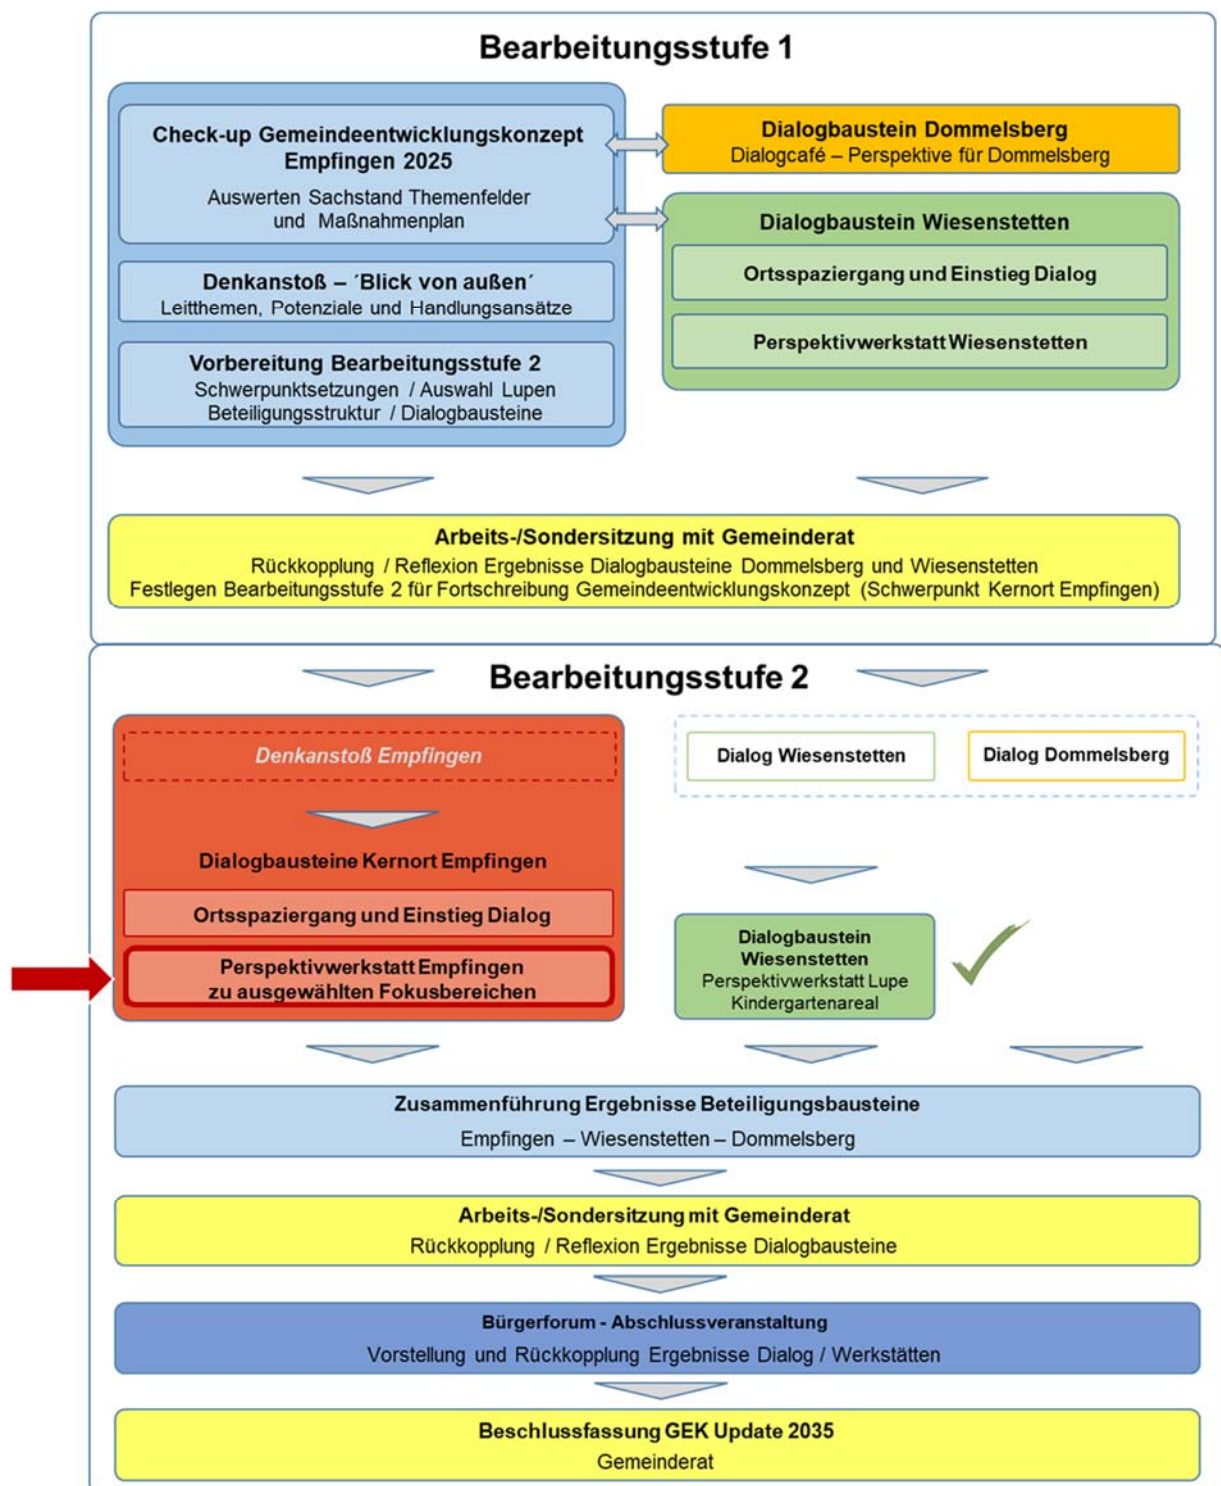 Bearbeitungsstufe 1
Check-up Gemeindeentwicklungskonzept
Empfingen 2025
Auswerten Sachstand Themenfelder
und Maßnahmenplan
Denkanstoß – ´Blick von außen´
Leitthemen, Potenziale und Handlungsansätze
Vorbereitung Bearbeitungsstufe 2
Schwerpunktsetzungen / Auswahl Lupen
Beteiligungsstruktur / Dialogbausteine
Dialogbaustein Dommelsberg
Dialogcafé – Perspektive für Dommelsberg
Dialogbaustein Wiesenstetten
Ortsspaziergang und Einstieg Dialog
Perspektivwerkstatt Wiesenstetten
Arbeits-/Sondersitzung mit Gemeinderat
Rückkopplung / Reflexion Ergebnisse Dialogbausteine Dommelsberg und Wiesenstetten
Festlegen Bearbeitungsstufe 2 für Fortschreibung Gemeindeentwicklungskonzept (Schwerpunkt Kernort Empfingen)
Bearbeitungsstufe 2
Denkanstoß Empfingen
Dialogbausteine Kernort Empfingen
Ortsspaziergang und Einstieg Dialog
Perspektivwerkstatt Empfingen
zu ausgewählten Fokusbereichen
Dialog Wiesenstetten
Dialog Dommelsberg
Dialogbaustein
Wiesenstetten
Perspektivwerkstatt Lupe
Kindergartenareal
Zusammenführung Ergebnisse Beteiligungsbausteine
Empfingen – Wiesenstetten – Dommelsberg
Arbeits-/Sondersitzung mit Gemeinderat
Rückkopplung / Reflexion Ergebnisse Dialogbausteine
Bürgerforum - Abschlussveranstaltung
Vorstellung und Rückkopplung Ergebnisse Dialog / Werkstätten
Beschlussfassung GEK Update 2035
Gemeinderat